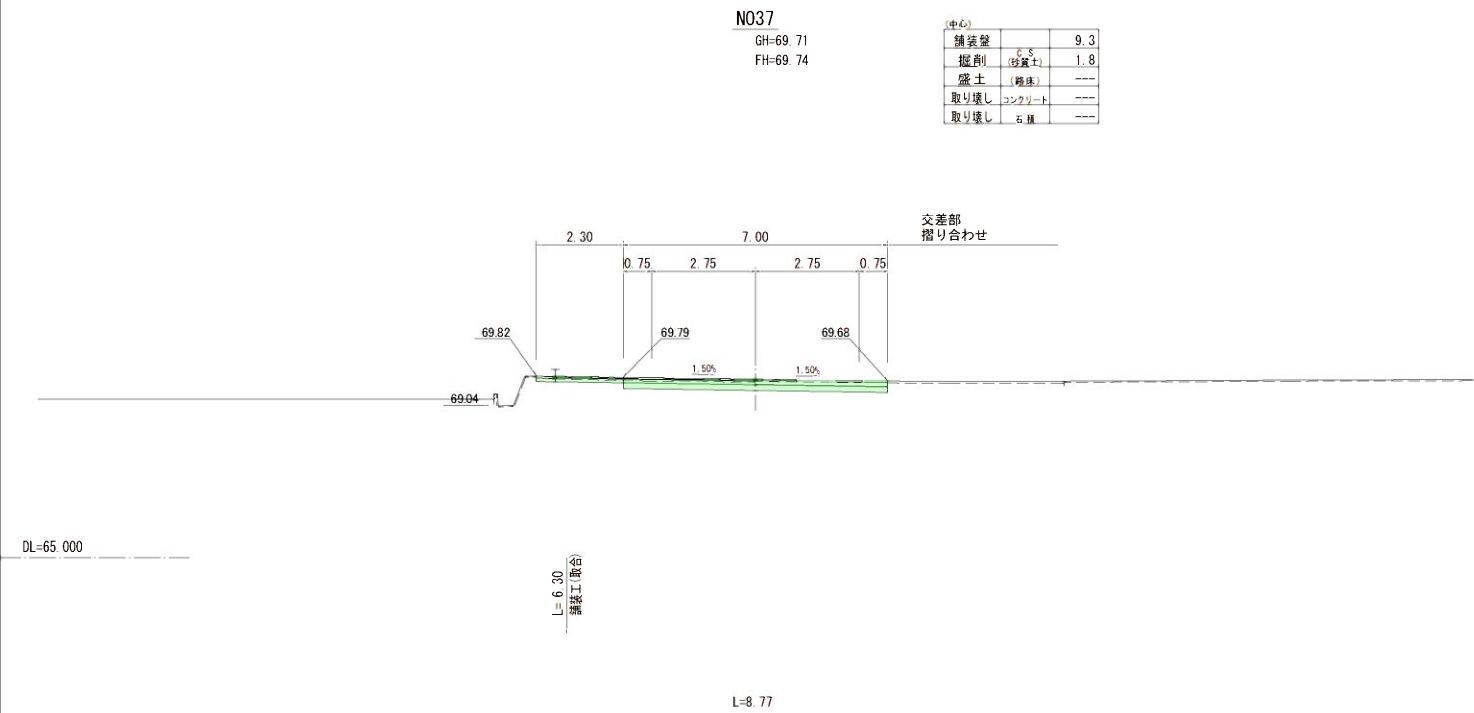 NO37
GH=69.71
FH=69.74
(中心)
舗装盤 9.3
掘削 CS (砂質土) 1.8
盛土 (路床) ---
取り壊し コンクリート ---
取り壊し 石積 ---
交差部
摺り合わせ
2.30 7.00
0.75 2.75 2.75 0.75
69.82 69.79 69.68
1.50% 1.50%
69.04
DL=65.000
L= 6.30
舗装工(取合)
L=8.77